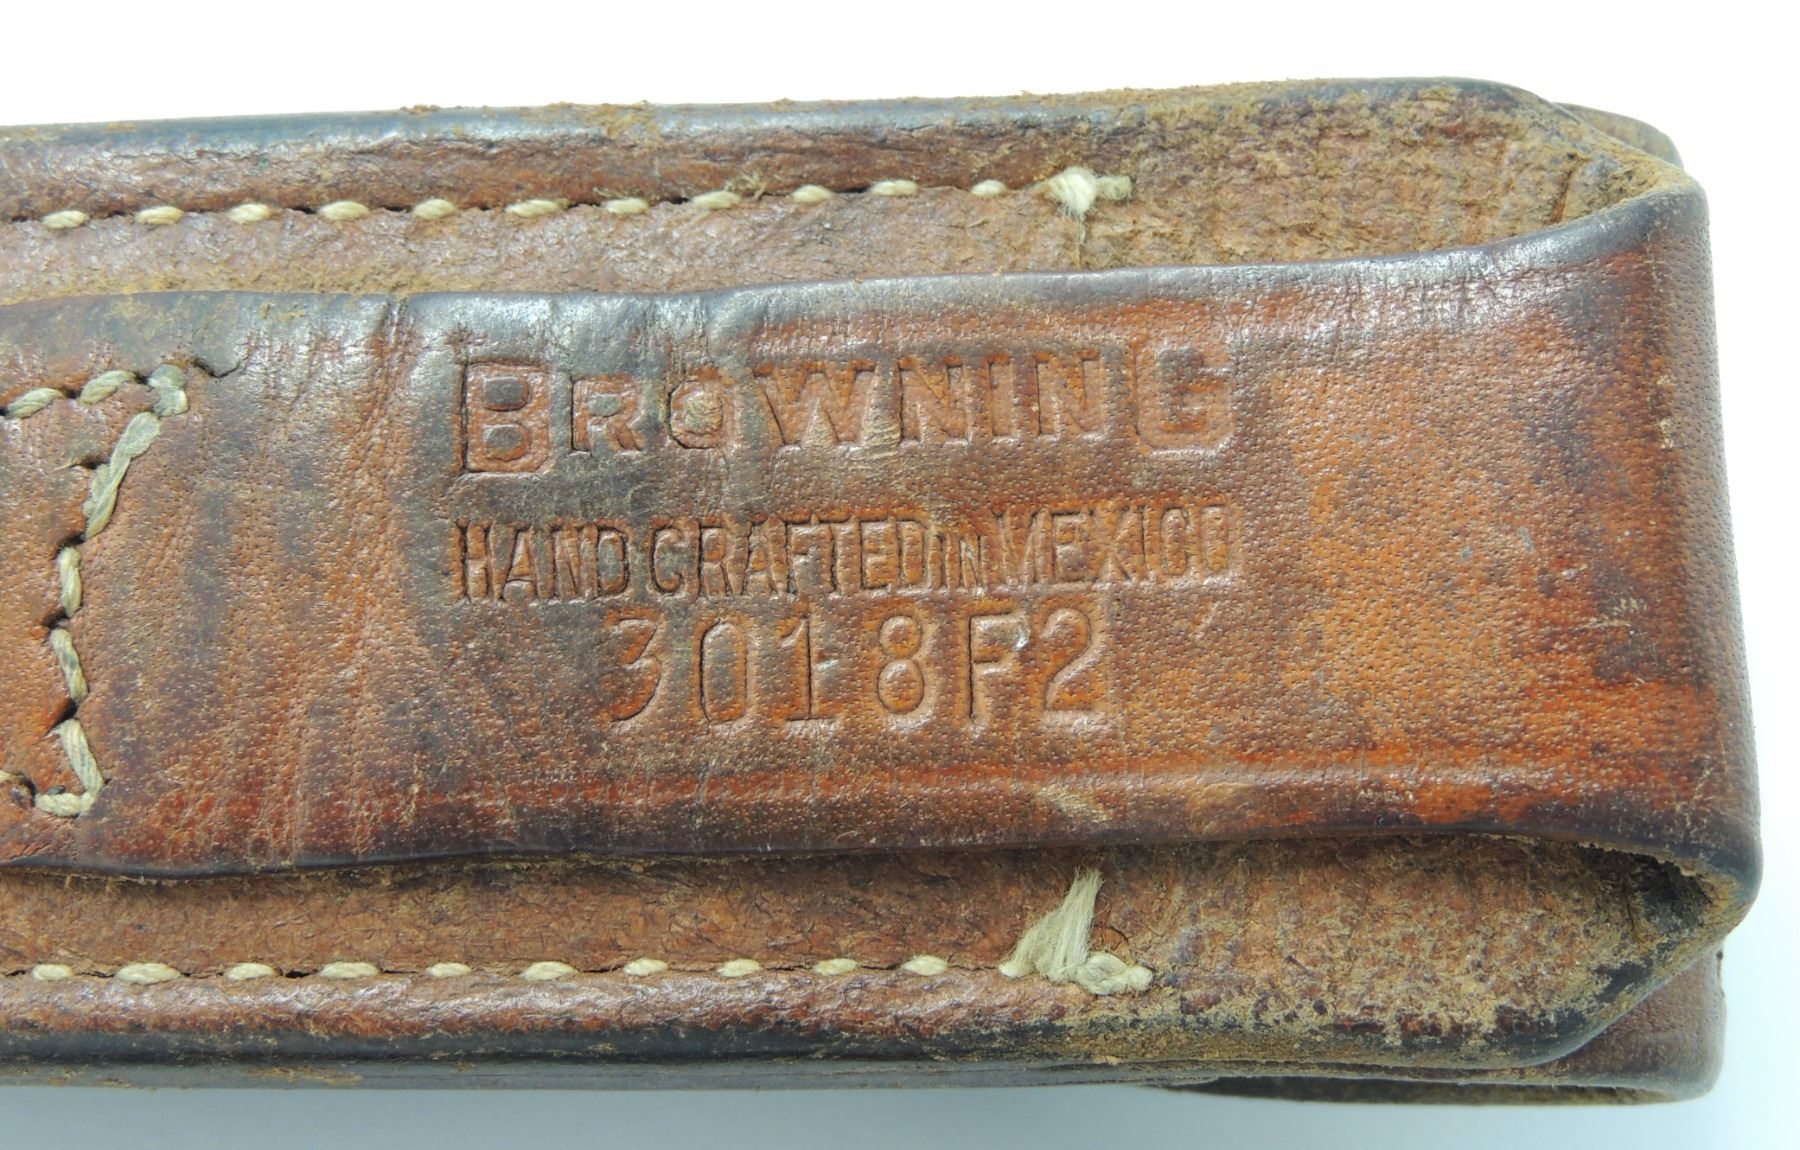 BROWNING
HAND CRAFTED IN MEXICO
3018F2